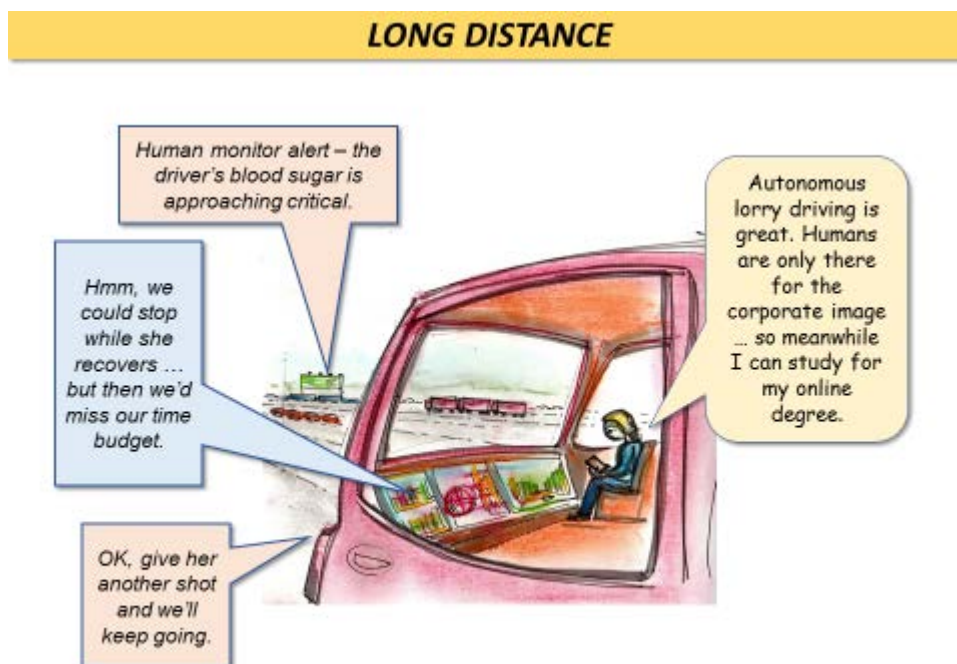 LONG DISTANCE
Human monitor alert – the
driver's blood sugar is
approaching critical.
Hmm, we
could stop
while she
recovers …
but then we'd
miss our time
budget.
OK, give her
another shot
and we'll
keep going.
Autonomous
lorry driving is
great. Humans
are only there
for the
corporate image
… so meanwhile
I can study for
my online
degree.